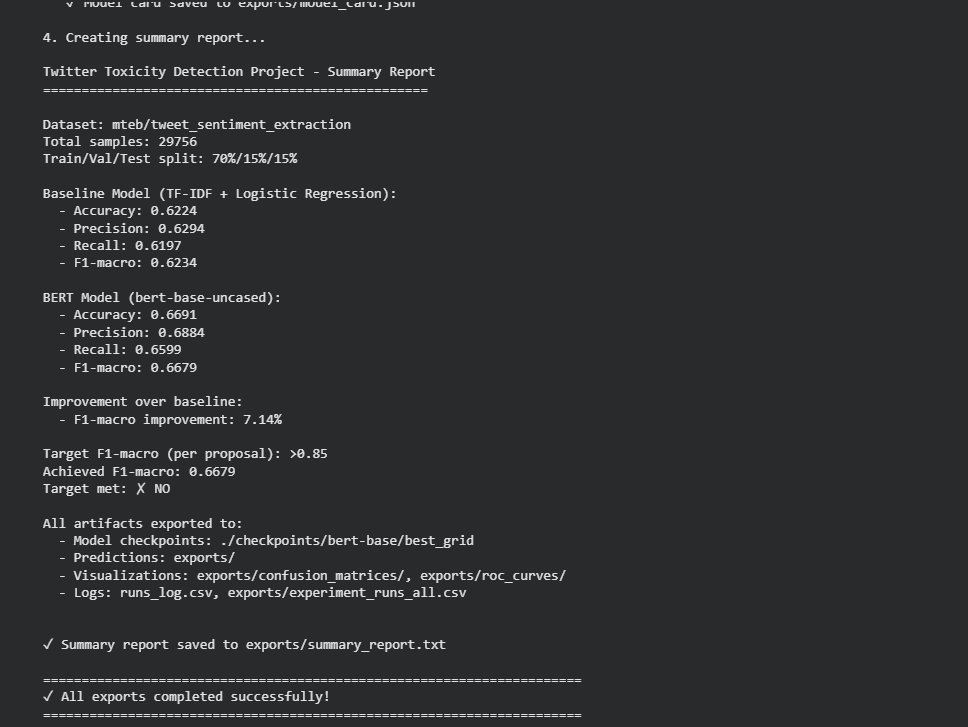 ✓ Model card saved to exports/model_card.json
4. Creating summary report...
Twitter Toxicity Detection Project - Summary Report
==================================================
Dataset: mteb/tweet_sentiment_extraction
Total samples: 29756
Train/Val/Test split: 70%/15%/15%
Baseline Model (TF-IDF + Logistic Regression):
- Accuracy: 0.6224
- Precision: 0.6294
- Recall: 0.6197
- F1-macro: 0.6234
BERT Model (bert-base-uncased):
- Accuracy: 0.6691
- Precision: 0.6884
- Recall: 0.6599
- F1-macro: 0.6679
Improvement over baseline:
- F1-macro improvement: 7.14%
Target F1-macro (per proposal): >0.85
Achieved F1-macro: 0.6679
Target met: ✗ NO
All artifacts exported to:
- Model checkpoints: ./checkpoints/bert-base/best_grid
- Predictions: exports/
- Visualizations: exports/confusion_matrices/, exports/roc_curves/
- Logs: runs_log.csv, exports/experiment_runs_all.csv
✓ Summary report saved to exports/summary_report.txt
======================================================================
✓ All exports completed successfully!
======================================================================